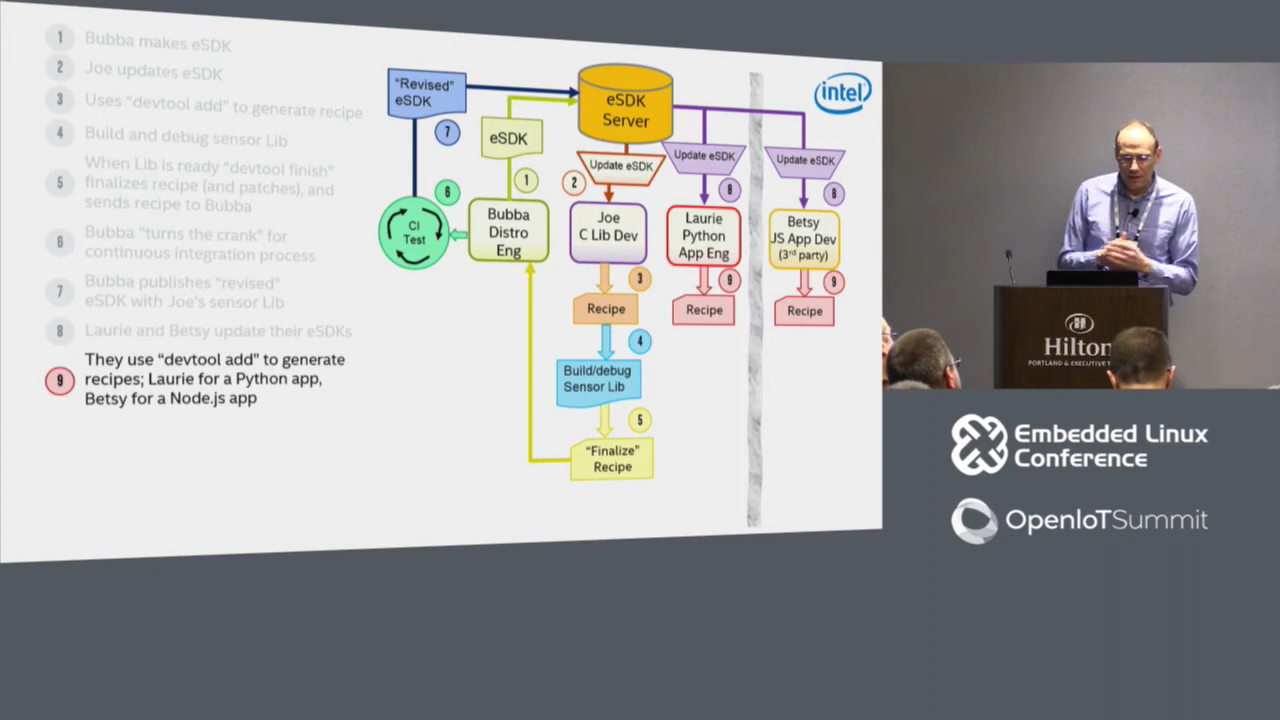 1 Bubba makes eSDK
2 Joe updates eSDK
3 Uses “devtool add” to generate recipe
4 Build and debug sensor Lib
5 When Lib is ready “devtool finish”
finalizes recipe (and patches), and
sends recipe to Bubba
6 Bubba “turns the crank” for
continuous integration process
7 Bubba publishes “revised”
eSDK with Joe’s sensor Lib
8 Laurie and Betsy update their eSDKs
9 They use “devtool add” to generate
recipes; Laurie for a Python app,
Betsy for a Node.js app
“Revised”
eSDK
7
eSDK
1
eSDK
Server
intel
Update eSDK
2
Update eSDK
8
Update eSDK
8
6
CI
Test
Bubba
Distro
Eng
Joe
C Lib Dev
Laurie
Python
App Eng
Betsy
JS App Dev
(3rd party)
3
9
9
Recipe
Recipe
Recipe
4
Build/debug
Sensor Lib
5
“Finalize”
Recipe
Hilton
PORTLAND & EXECUTIVE T
Embedded Linux
Conference
OpenIoTSummit